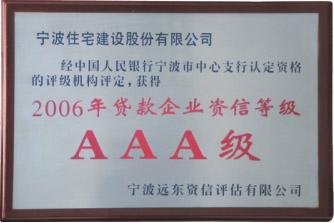 宁波住宅建设股份有限公司
经中国人民银行宁波市中心支行认定资格
的评级机构评定，获得
2006年贷款企业资信等级
AAA级
宁波远东资信评估有限公司